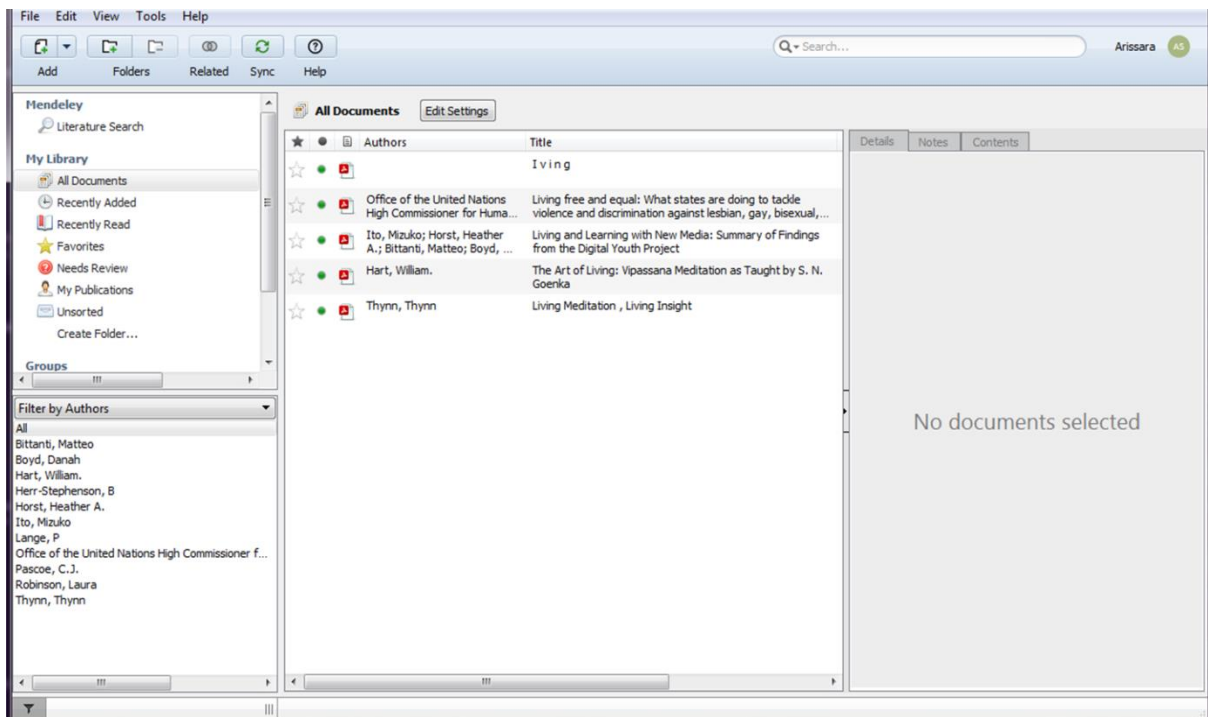 File Edit View Tools Help
Search...
Arissara AS
Add Folders Related Sync Help
Mendeley
Literature Search
My Library
All Documents
Recently Added
Recently Read
Favorites
Needs Review
My Publications
Unsorted
Create Folder...
Groups
Filter by Authors
All
Bittanti, Matteo
Boyd, Danah
Hart, William.
Herr-Stephenson, B
Horst, Heather A.
Ito, Mizuko
Lange, P
Office of the United Nations High Commissioner f...
Pascoe, C.J.
Robinson, Laura
Thynn, Thynn
All Documents Edit Settings
Authors Title
I v i n g
Office of the United Nations
High Commissioner for Huma...
Living free and equal: What states are doing to tackle
violence and discrimination against lesbian, gay, bisexual,...
Ito, Mizuko; Horst, Heather
A.; Bittanti, Matteo; Boyd, ...
Living and Learning with New Media: Summary of Findings
from the Digital Youth Project
Hart, William.
The Art of Living: Vipassana Meditation as Taught by S. N.
Goenka
Thynn, Thynn
Living Meditation , Living Insight
Details Notes Contents
No documents selected